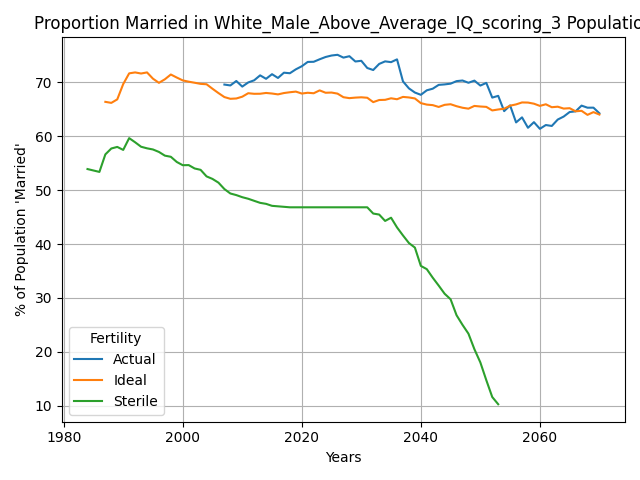 Proportion Married in White_Male_Above_Average_IQ_scoring_3 Populatio
% of Population 'Married'
70
60
50
40
30
20
10
Fertility
Actual
Ideal
Sterile
1980 2000 2020 2040 2060
Years